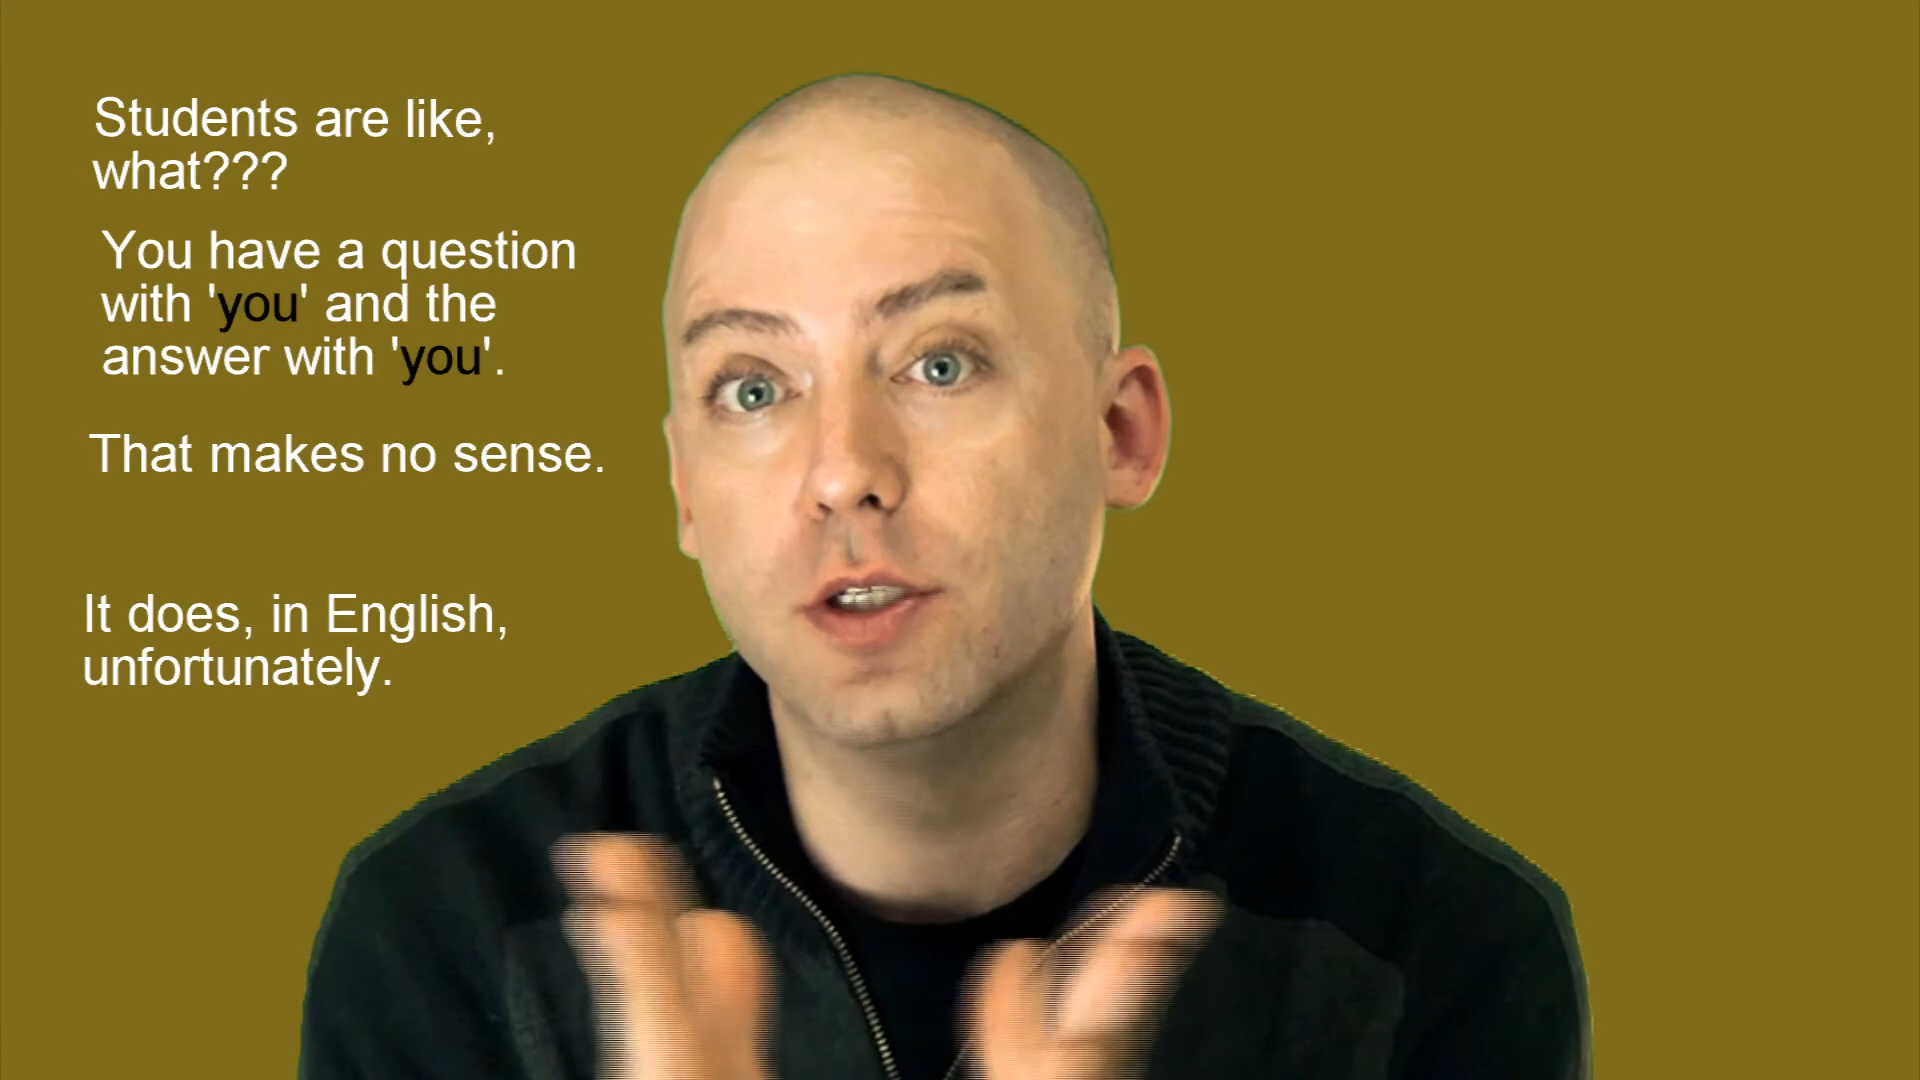 Students are like,
what???
You have a question
with 'you' and the
answer with 'you'.
That makes no sense.
It does, in English,
unfortunately.